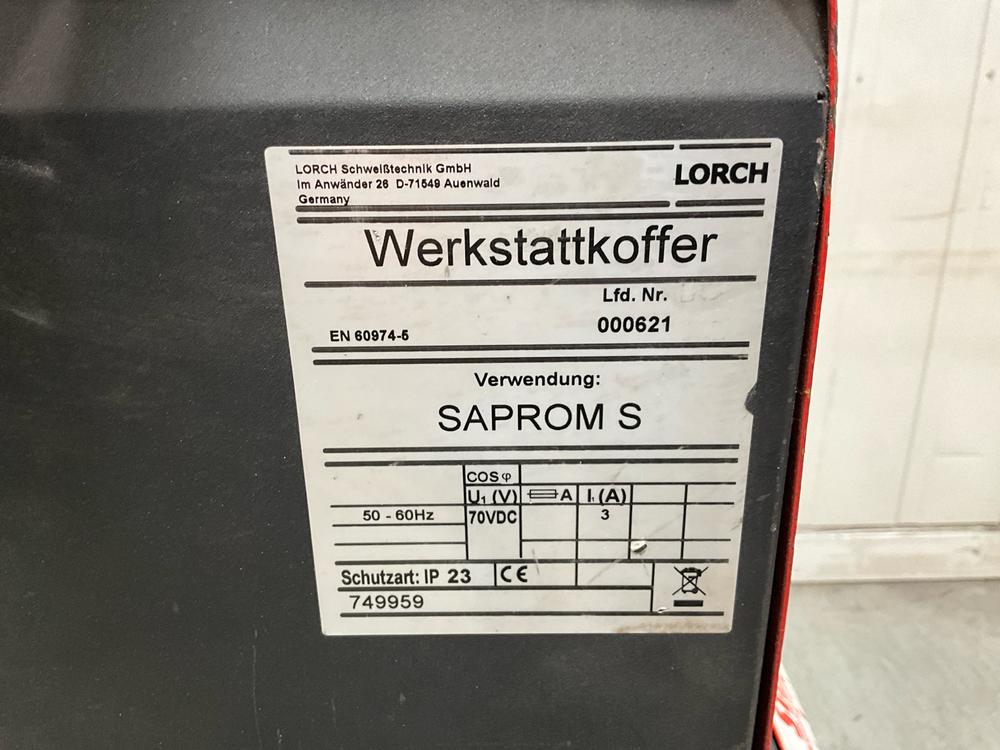 LORCH Schweißtechnik GmbH
Im Anwänder 26 D-71549 Auenwald
Germany
LORCH
Werkstattkoffer
Lfd. Nr.
EN 60974-5
000621
Verwendung:
SAPROM S
COS φ
U₁ (V) A I₁ (A)
50 - 60Hz 70VDC 3
Schutzart: IP 23 CE
749959